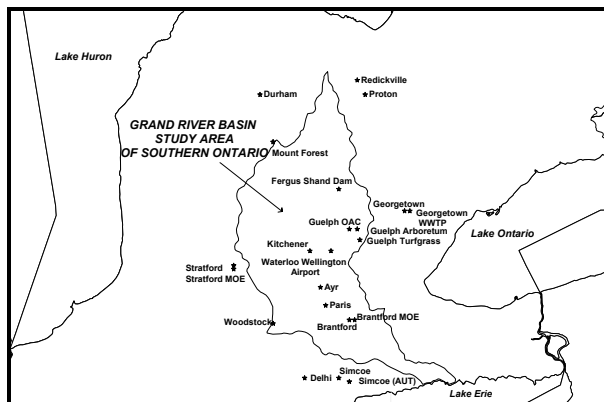 Lake Huron
Redickville
Durham
Proton
GRAND RIVER BASIN
STUDY AREA
OF SOUTHERN ONTARIO
Mount Forest
Fergus Shand Dam
Georgetown
Georgetown
WWTP
Guelph OAC
Guelph Arboretum
Lake Ontario
Guelph Turfgrass
Kitchener
Waterloo Wellington
Airport
Stratford
Stratford MOE
Ayr
Paris
Woodstock
Brantford MOE
Brantford
Simcoe
Delhi
Simcoe (AUT)
Lake Erie